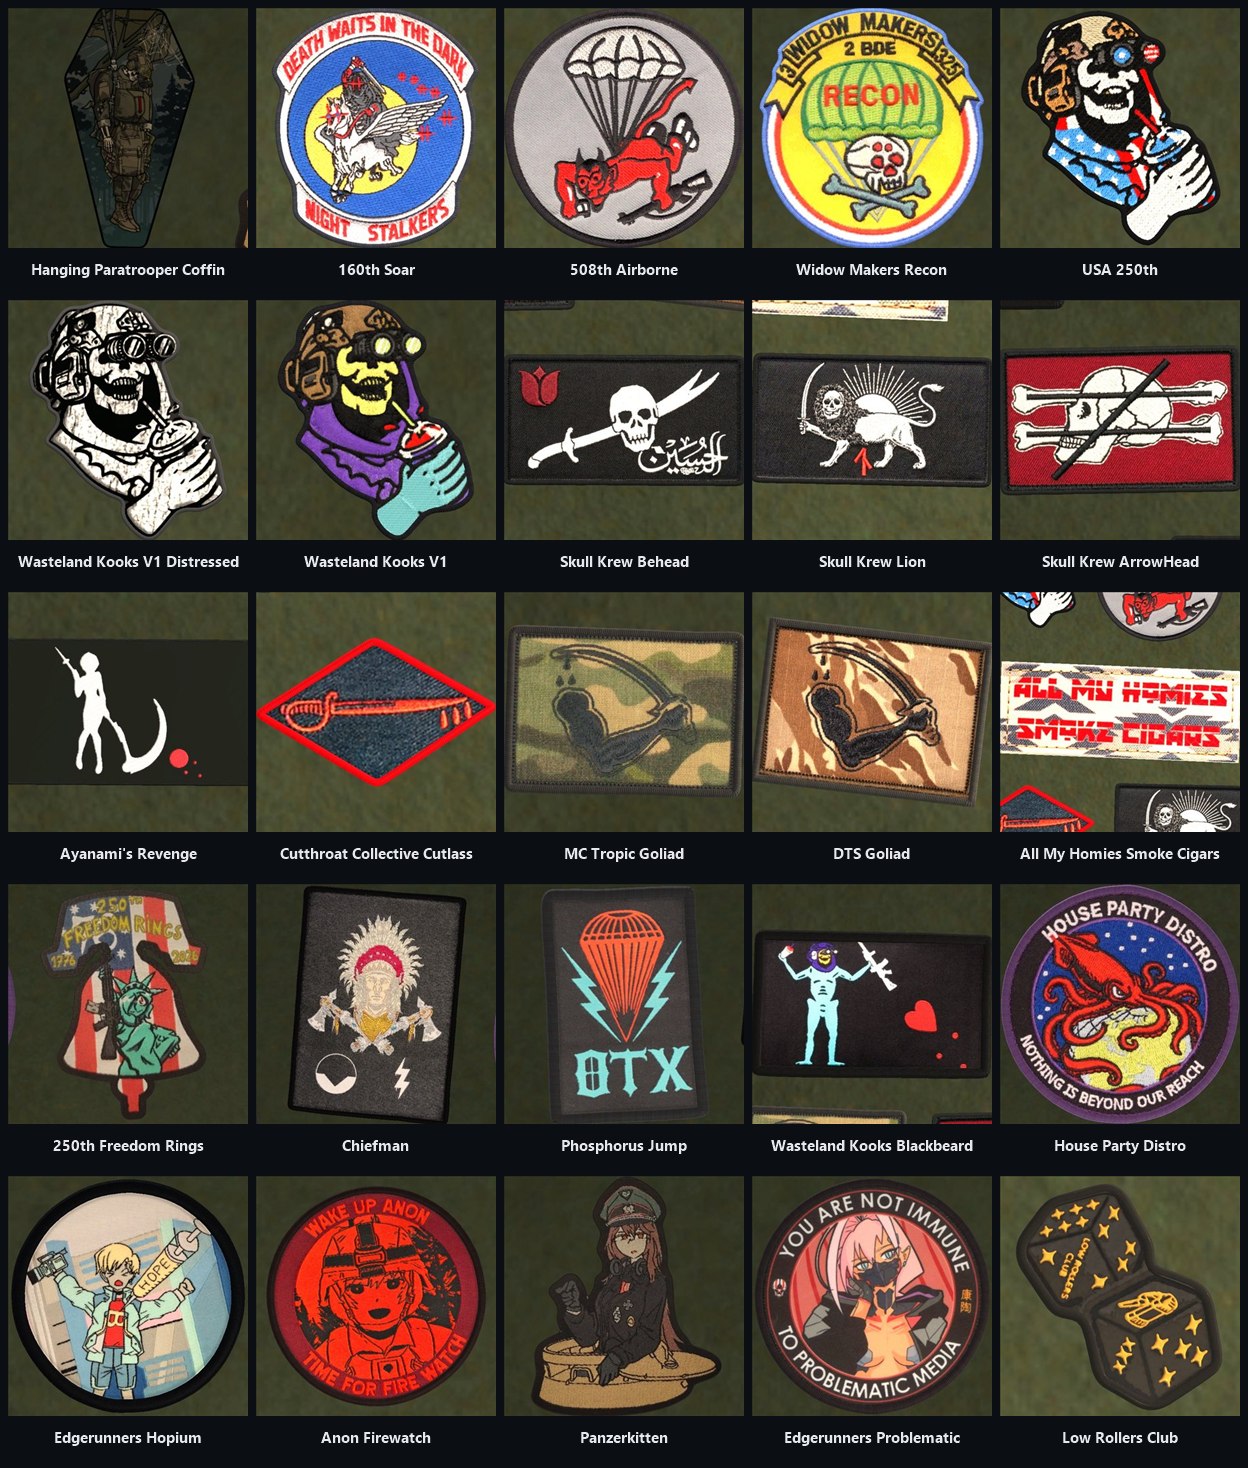 DEATH WAITS IN THE DARK
NIGHT STALKERS
3
WIDOW MAKERS
325
2 BDE
RECON
Hanging Paratrooper Coffin
160th Soar
508th Airborne
Widow Makers Recon
USA 250th
الحسين
Wasteland Kooks V1 Distressed
Wasteland Kooks V1
Skull Krew Behead
Skull Krew Lion
Skull Krew ArrowHead
ALL MY HOMIES
SMOKE CIGARS
Ayanami's Revenge
Cutthroat Collective Cutlass
MC Tropic Goliad
DTS Goliad
All My Homies Smoke Cigars
250TH
FREEDOM RINGS
1776
2026
OTX
HOUSE PARTY DISTRO
NOTHING IS BEYOND OUR REACH
250th Freedom Rings
Chiefman
Phosphorus Jump
Wasteland Kooks Blackbeard
House Party Distro
HOPE
WAKE UP ANON
TIME FOR FIRE WATCH
YOU ARE NOT IMMUNE
TO PROBLEMATIC MEDIA
LOW ROLLERS
CLUB
Edgerunners Hopium
Anon Firewatch
Panzerkitten
Edgerunners Problematic
Low Rollers Club